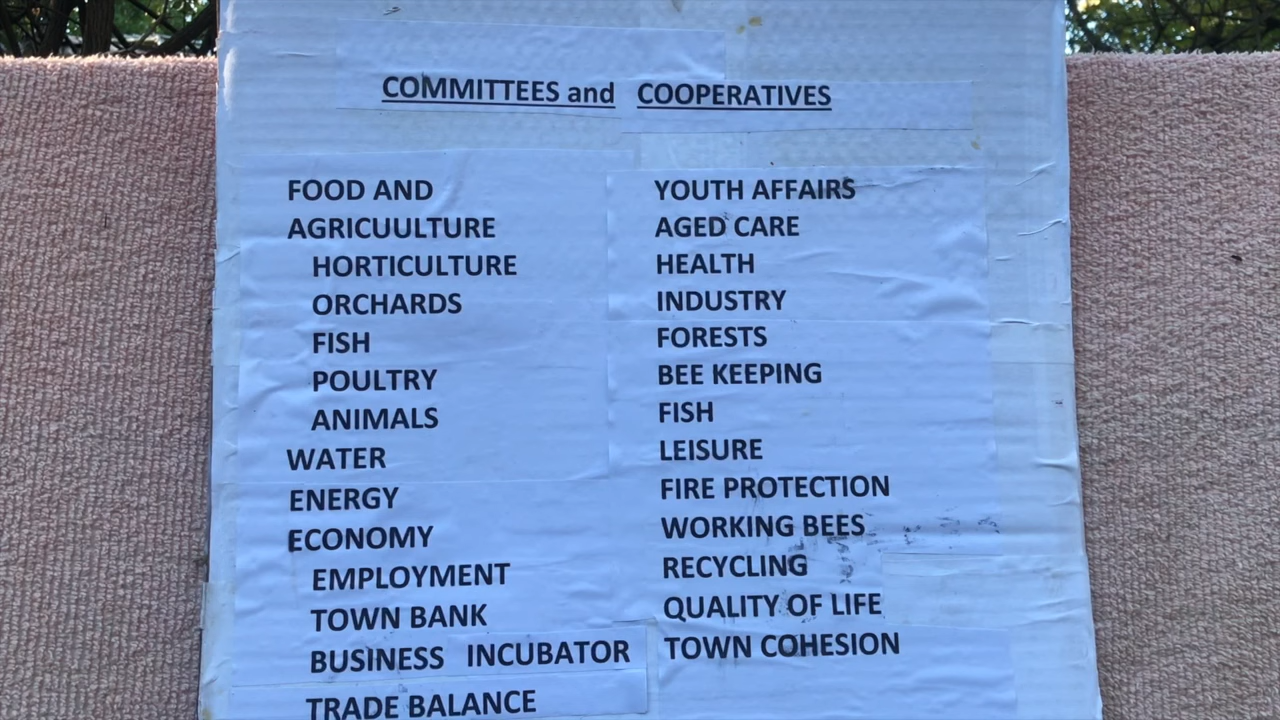 COMMITTEES and COOPERATIVES
FOOD AND
AGRICUULTURE
HORTICULTURE
ORCHARDS
FISH
POULTRY
ANIMALS
WATER
ENERGY
ECONOMY
EMPLOYMENT
TOWN BANK
BUSINESS INCUBATOR
TRADE BALANCE
YOUTH AFFAIRS
AGED CARE
HEALTH
INDUSTRY
FORESTS
BEE KEEPING
FISH
LEISURE
FIRE PROTECTION
WORKING BEES
RECYCLING
QUALITY OF LIFE
TOWN COHESION